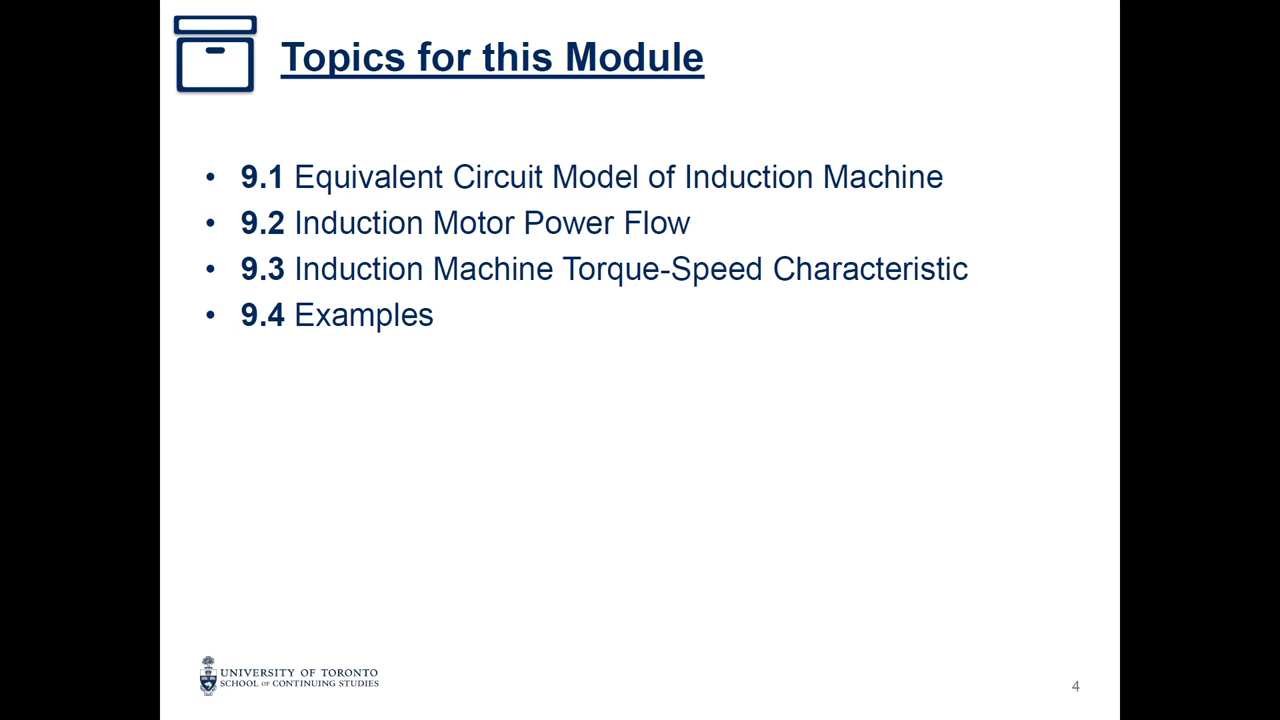 Topics for this Module
• 9.1 Equivalent Circuit Model of Induction Machine
• 9.2 Induction Motor Power Flow
• 9.3 Induction Machine Torque-Speed Characteristic
• 9.4 Examples
UNIVERSITY OF TORONTO
SCHOOL OF CONTINUING STUDIES
4